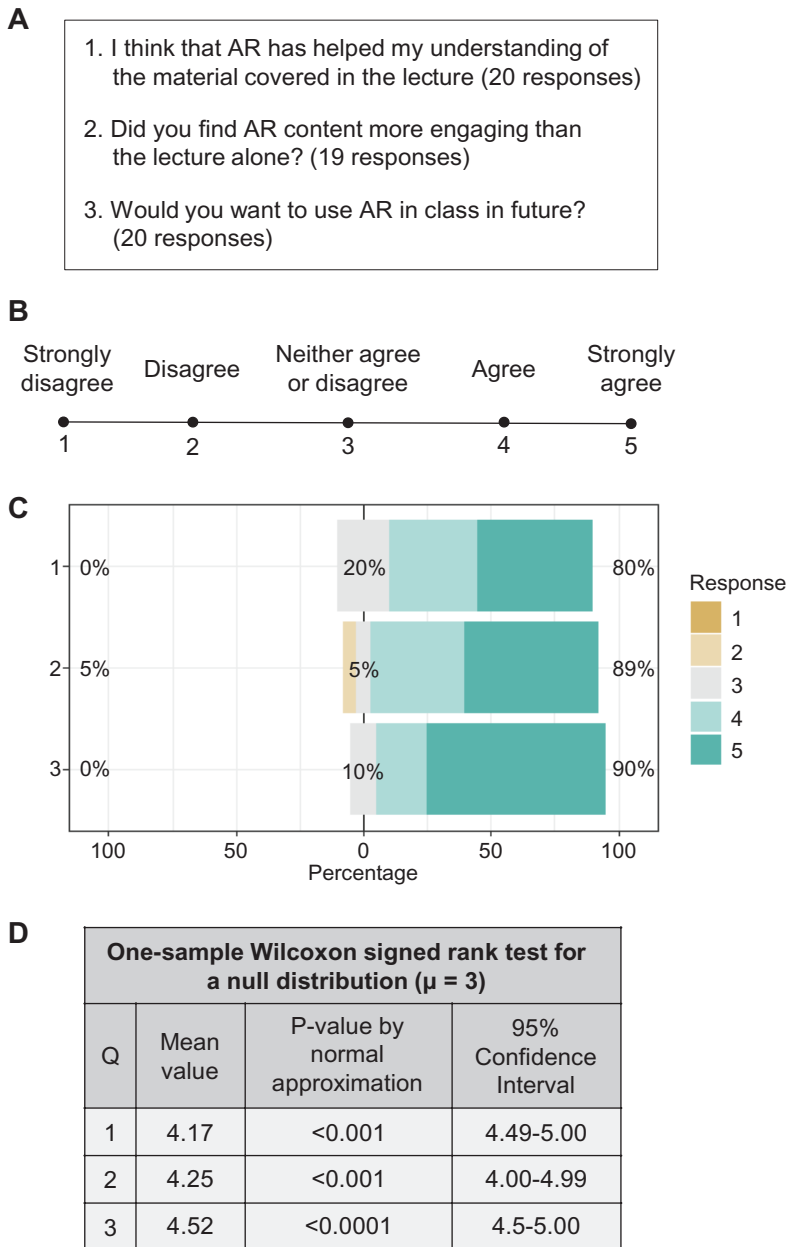 A
1. I think that AR has helped my understanding of
the material covered in the lecture (20 responses)
2. Did you find AR content more engaging than
the lecture alone? (19 responses)
3. Would you want to use AR in class in future?
(20 responses)
B
Strongly disagree
Disagree
Neither agree or disagree
Agree
Strongly agree
1 2 3 4 5
C
1 0% 20% 80%
2 5% 5% 89%
3 0% 10% 90%
100 50 0 50 100
Percentage
Response
1
2
3
4
5
D
One-sample Wilcoxon signed rank test for
a null distribution (μ = 3)
Q
Mean value
P-value by normal approximation
95% Confidence Interval
1 4.17 <0.001 4.49-5.00
2 4.25 <0.001 4.00-4.99
3 4.52 <0.0001 4.5-5.00